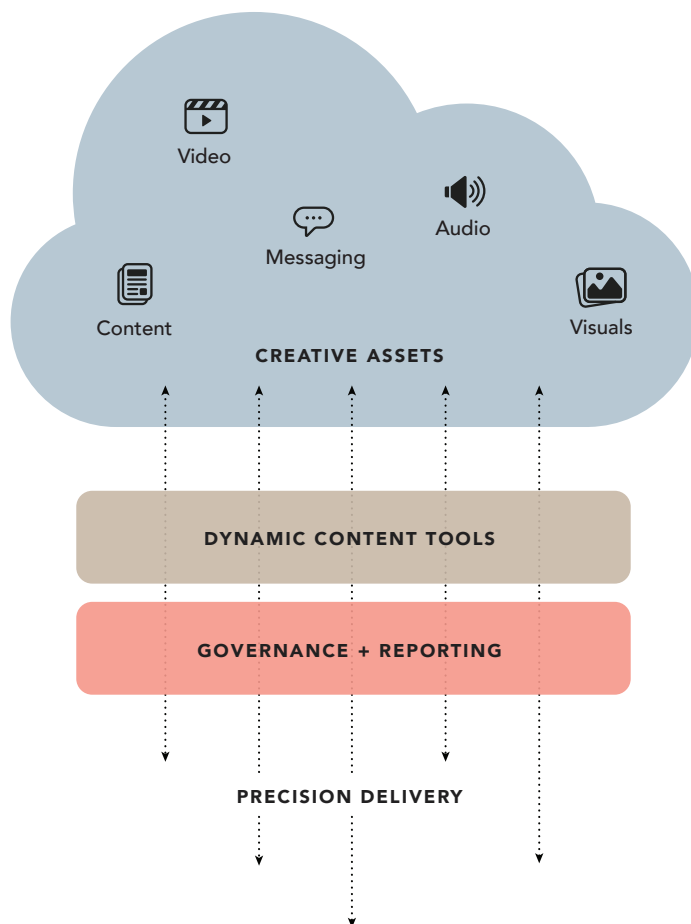 Video
Audio
Messaging
Content
Visuals
CREATIVE ASSETS
DYNAMIC CONTENT TOOLS
GOVERNANCE + REPORTING
PRECISION DELIVERY